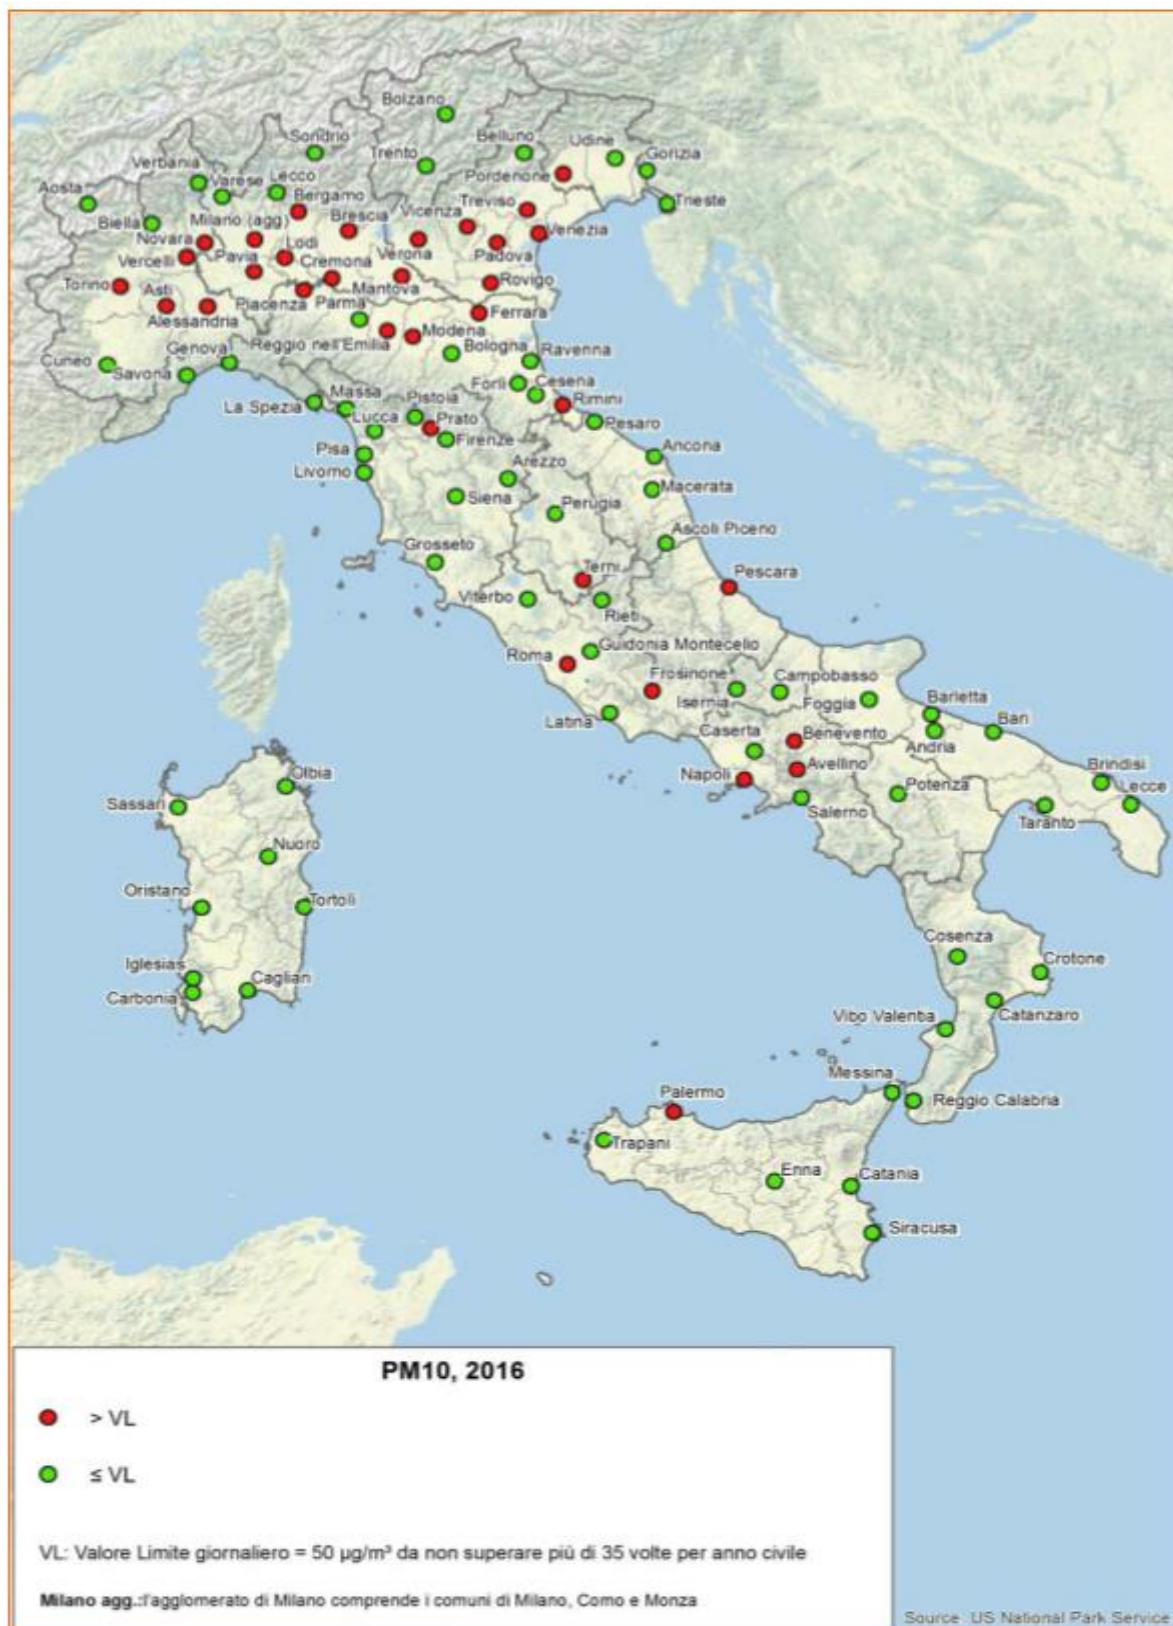 Bolzano
Sondrio
Belluno
Udine
Verbania
Trento
Gorizia
Pordenone
Aosta
Varese
Lecco
Bergamo
Treviso
Trieste
Biella
Milano (agg)
Brescia
Vicenza
Novara
Lodi
Venezia
Vercelli
Pavia
Cremona
Verona
Padova
Torino
Asti
Mantova
Rovigo
Piacenza
Parma
Alessandria
Ferrara
Reggio nell'Emilia
Modena
Genova
Bologna
Ravenna
Cuneo
Savona
Forlì
Cesena
La Spezia
Massa
Pistoia
Rimini
Lucca
Prato
Pesaro
Firenze
Pisa
Ancona
Livorno
Arezzo
Siena
Macerata
Perugia
Ascoli Piceno
Grosseto
Terni
Pescara
Viterbo
Rieti
Guidonia Montecelio
Roma
Frosinone
Campobasso
Isernia
Foggia
Barletta
Latina
Caserta
Benevento
Andria
Bari
Napoli
Avellino
Brindisi
Olbia
Potenza
Lecce
Sassari
Salerno
Taranto
Nuoro
Oristano
Tortolì
Cosenza
Iglesias
Crotone
Carbonia
Cagliari
Vibo Valentia
Catanzaro
Messina
Palermo
Reggio Calabria
Trapani
Enna
Catania
Siracusa
PM10, 2016
> VL
≤ VL
VL: Valore Limite giornaliero = 50 µg/m³ da non superare più di 35 volte per anno civile
Milano agg.:l'agglomerato di Milano comprende i comuni di Milano, Como e Monza
Source: US National Park Service